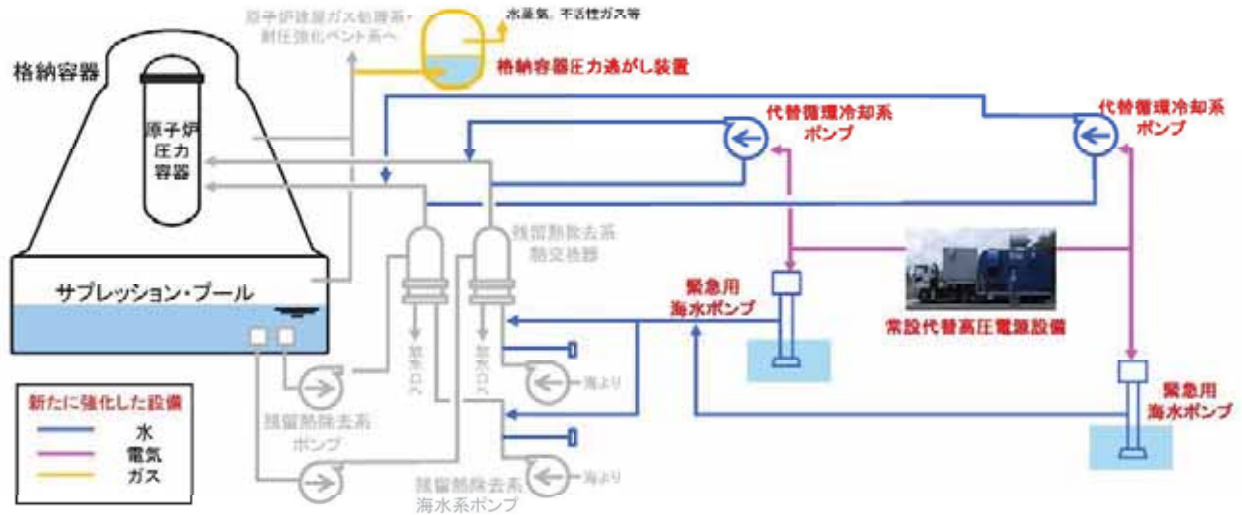 原子炉建屋ガス処理系・
耐圧強化ベント系へ
水蒸気、不活性ガス等
格納容器圧力逃がし装置
格納容器
原子炉
圧力
容器
代替循環冷却系
ポンプ
代替循環冷却系
ポンプ
残留熱除去系
熱交換器
サプレッション・プール
緊急用
海水ポンプ
常設代替高圧電源設備
放水口へ
放水口へ
海より
緊急用
海水ポンプ
新たに強化した設備
水
電気
ガス
残留熱除去系
ポンプ
残留熱除去系
海水系ポンプ
海より